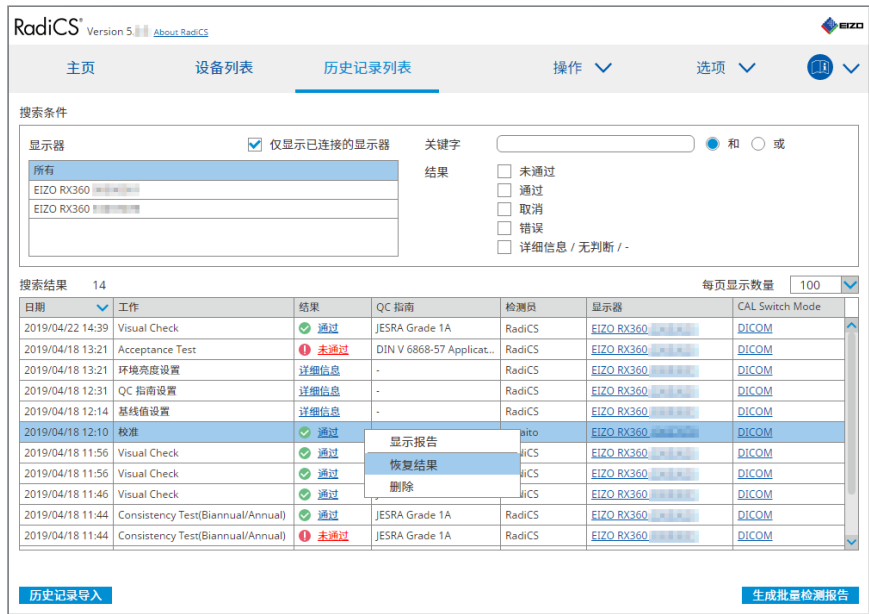 RadiCS® Version 5. About RadiCS EIZO
主页 设备列表 历史记录列表 操作 选项
搜索条件
显示器 仅显示已连接的显示器 关键字 和 或
所有 结果 未通过
EIZO RX360 通过
EIZO RX360 取消
错误
详细信息 / 无判断 / -
搜索结果 14 每页显示数量 100
日期 工作 结果 QC 指南 检测员 显示器 CAL Switch Mode
2019/04/22 14:39 Visual Check 通过 JESRA Grade 1A RadiCS EIZO RX360 DICOM
2019/04/18 13:21 Acceptance Test 未通过 DIN V 6868-57 Applicat... RadiCS EIZO RX360 DICOM
2019/04/18 13:21 环境亮度设置 详细信息 - RadiCS EIZO RX360 DICOM
2019/04/18 12:31 QC 指南设置 详细信息 - RadiCS EIZO RX360 DICOM
2019/04/18 12:14 基线值设置 详细信息 - RadiCS EIZO RX360 DICOM
2019/04/18 12:10 校准 通过 EIZO RX360 DICOM
显示报告
2019/04/18 11:56 Visual Check 通过 EIZO RX360 DICOM
恢复结果
2019/04/18 11:56 Visual Check 通过 RadiCS EIZO RX360 DICOM
删除
2019/04/18 11:46 Visual Check 通过 RadiCS EIZO RX360 DICOM
2019/04/18 11:44 Consistency Test(Biannual/Annual) 通过 JESRA Grade 1A RadiCS EIZO RX360 DICOM
2019/04/18 11:44 Consistency Test(Biannual/Annual) 未通过 JESRA Grade 1A RadiCS EIZO RX360 DICOM
历史记录导入 生成批量检测报告